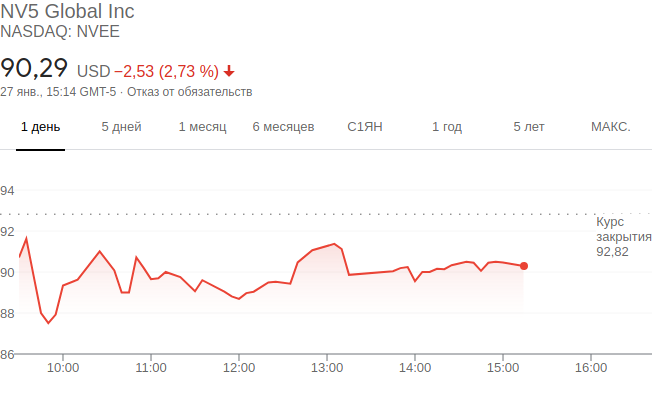 NV5 Global Inc
NASDAQ: NVEE
90,29 USD −2,53 (2,73 %)
27 янв., 15:14 GMT-5 · Отказ от обязательств
1 день 5 дней 1 месяц 6 месяцев С1ЯН 1 год 5 лет МАКС.
94
Курс
92 закрытия
92,82
90
88
86
10:00 11:00 12:00 13:00 14:00 15:00 16:00